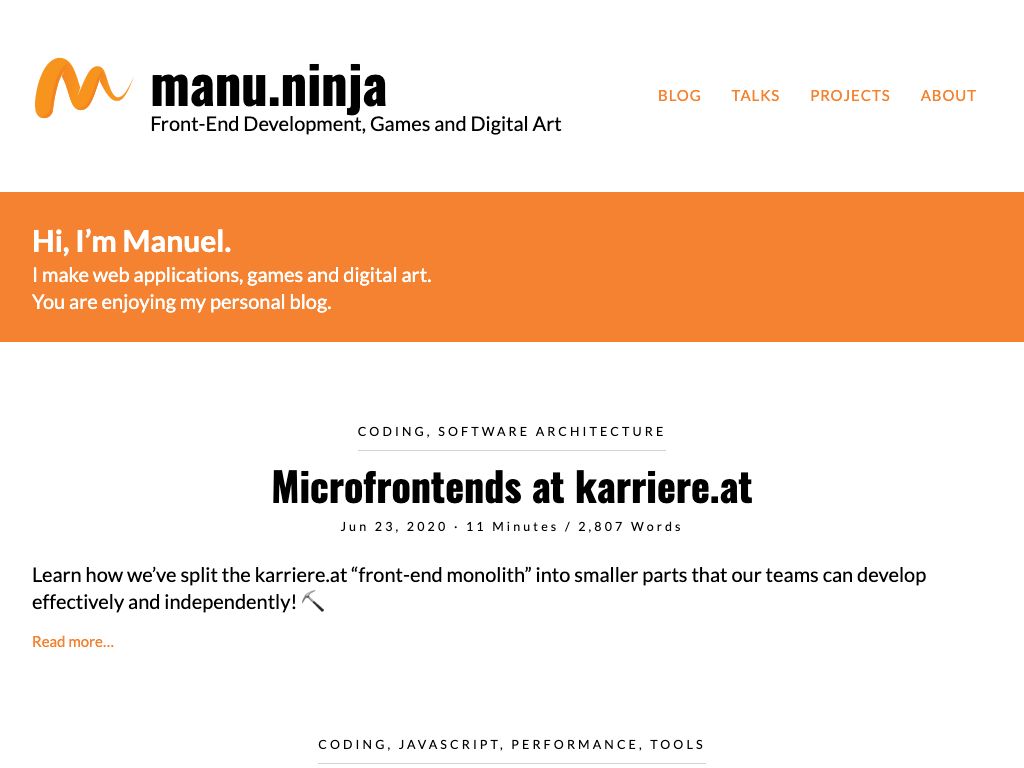 manu.ninja
Front-End Development, Games and Digital Art
BLOG TALKS PROJECTS ABOUT
Hi, I’m Manuel.
I make web applications, games and digital art.
You are enjoying my personal blog.
CODING, SOFTWARE ARCHITECTURE
Microfrontends at karriere.at
Jun 23, 2020 · 11 Minutes / 2,807 Words
Learn how we’ve split the karriere.at “front-end monolith” into smaller parts that our teams can develop
effectively and independently! ⛏️
Read more…
CODING, JAVASCRIPT, PERFORMANCE, TOOLS